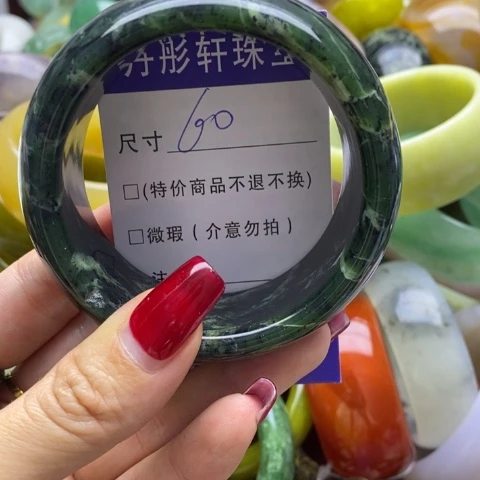 彤轩珠宝
尺寸 60
□(特价商品不退不换)
□微瑕(介意勿拍)